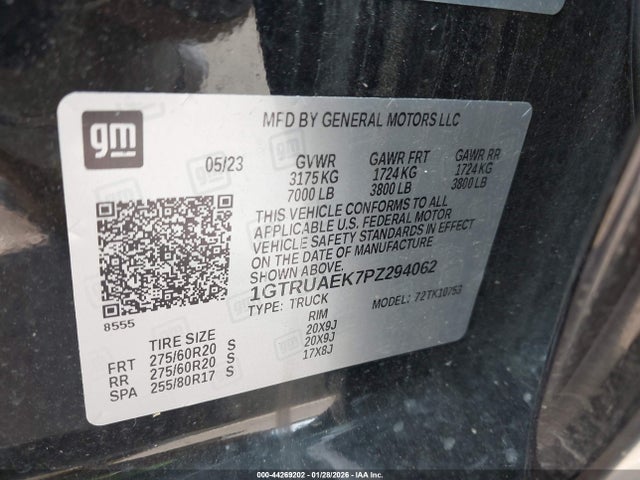 gm
MFD BY GENERAL MOTORS LLC
05/23 GVWR GAWR FRT GAWR RR
3175 KG 1724 KG 1724 KG
7000 LB 3800 LB 3800 LB
THIS VEHICLE CONFORMS TO ALL
APPLICABLE U.S. FEDERAL MOTOR
VEHICLE SAFETY STANDARDS IN EFFECT
ON THE DATE OF MANUFACTURE
1GTRUAEK7PZ294062
TYPE: TRUCK MODEL: 72TK10753
8555
TIRE SIZE RIM
FRT 275/60R20 S 20X9J
RR 275/60R20 S 20X9J
SPA 255/80R17 S 17X8J
000-44269202 - 01/28/2026 - IAA Inc.